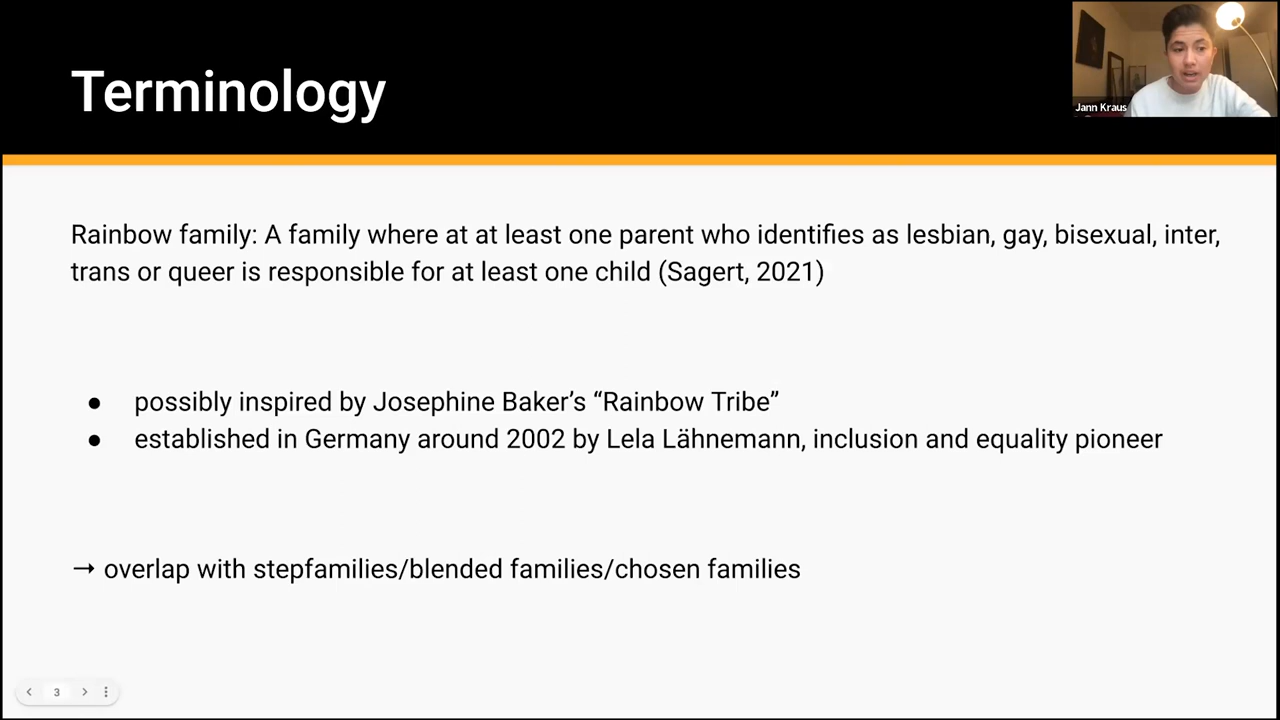 Terminology
Jann Kraus
Rainbow family: A family where at at least one parent who identifies as lesbian, gay, bisexual, inter,
trans or queer is responsible for at least one child (Sagert, 2021)
● possibly inspired by Josephine Baker’s “Rainbow Tribe”
● established in Germany around 2002 by Lela Lähnemann, inclusion and equality pioneer
→ overlap with stepfamilies/blended families/chosen families
3